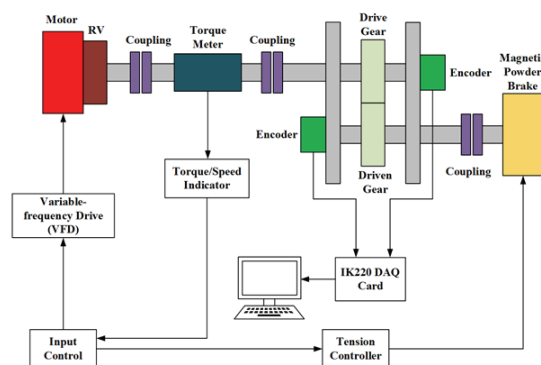 Motor
RV
Coupling
Torque
Meter
Coupling
Drive
Gear
Encoder
Magnetic
Powder
Brake
Encoder
Driven
Gear
Coupling
Torque/Speed
Indicator
Variable-
frequency Drive
(VFD)
IK220 DAQ
Card
Input
Control
Tension
Controller